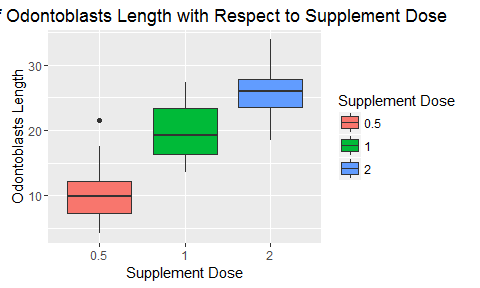 Odontoblasts Length with Respect to Supplement Dose
Odontoblasts Length
30
20
10
0.5
1
2
Supplement Dose
Supplement Dose
0.5
1
2